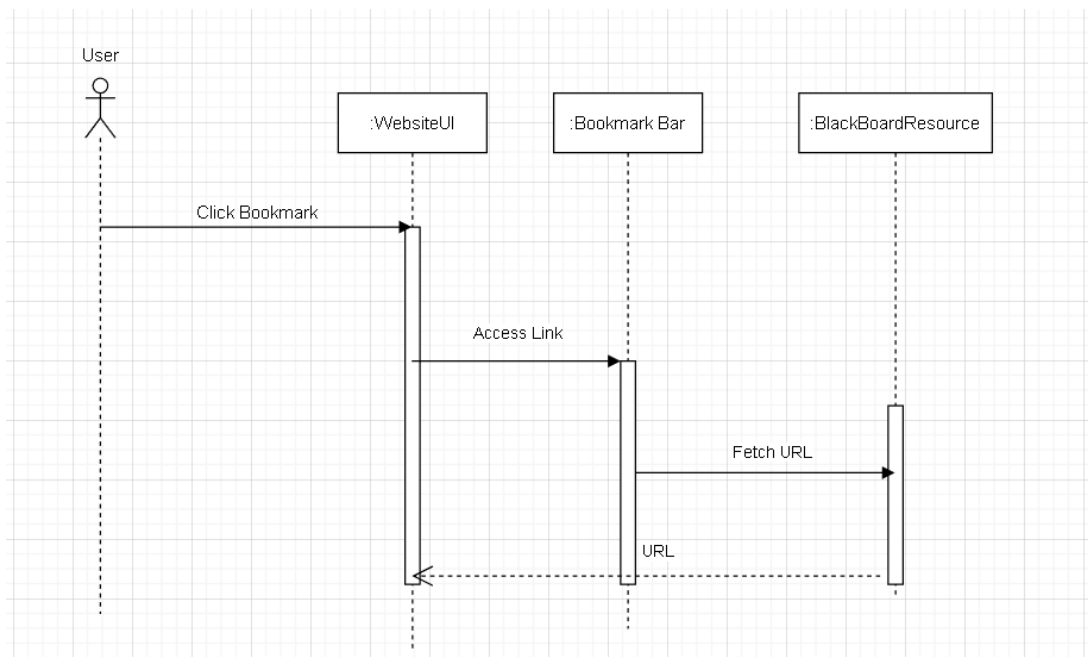 User
:WebsiteUI
:Bookmark Bar
:BlackBoardResource
Click Bookmark
Access Link
Fetch URL
URL